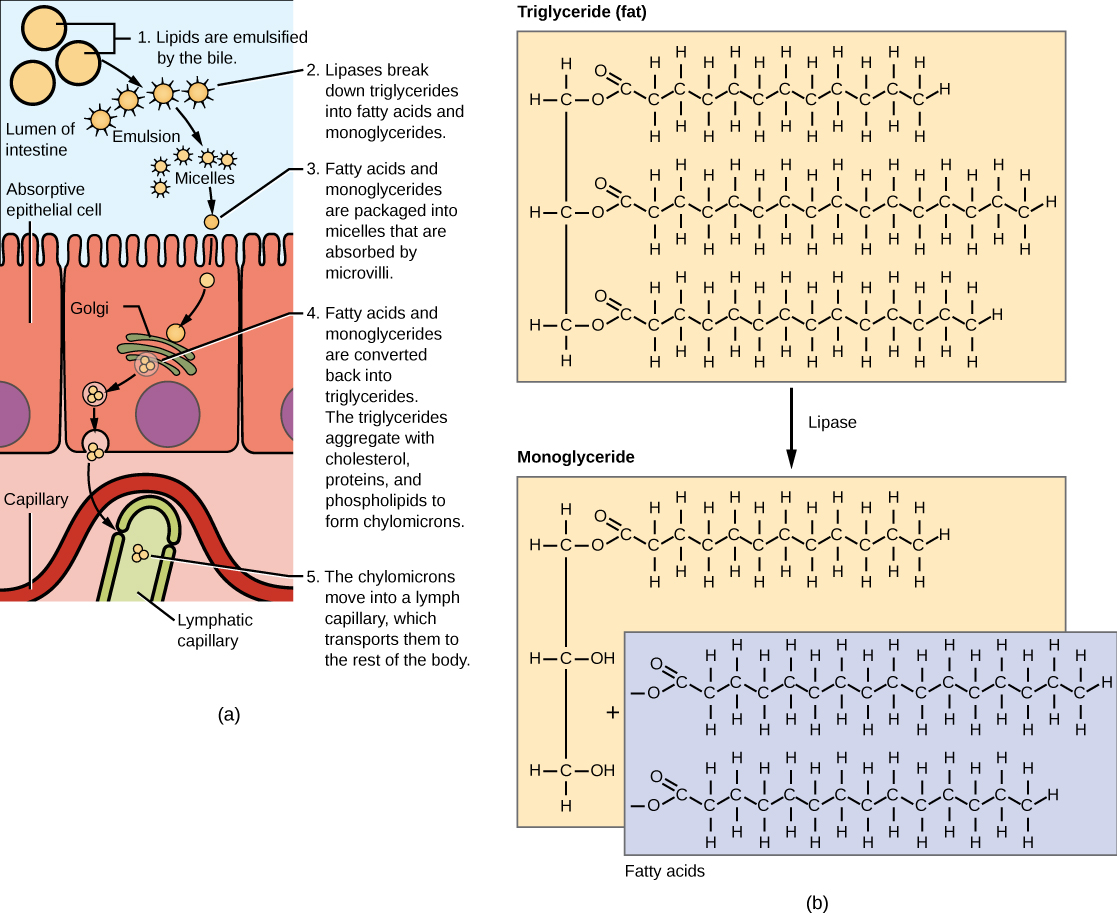 1. Lipids are emulsified
by the bile.
2. Lipases break
down triglycerides
into fatty acids and
monoglycerides.
Lumen of
intestine
Emulsion
Micelles
3. Fatty acids and
monoglycerides
are packaged into
micelles that are
absorbed by
microvilli.
Absorptive
epithelial cell
Golgi
4. Fatty acids and
monoglycerides
are converted
back into
triglycerides.
The triglycerides
aggregate with
cholesterol,
proteins, and
phospholipids to
form chylomicrons.
Capillary
5. The chylomicrons
move into a lymph
capillary, which
transports them to
the rest of the body.
Lymphatic
capillary
(a)
Triglyceride (fat)
H H H H H
H O H
H C O C C C C C C C C C C C C
H H H H H H
H H H H H H H
O H
H C O C C C C C C C C C C C C C C C C
H H H H H H H H
H H H H H H
O H
H C O C C C C C C C C C C C C C C
H H H H H H H
H
Lipase
Monoglyceride
H H H H H
H O H
H C O C C C C C C C C C C C C
H H H H H H
H C OH
H C OH
H
+
H H H H H H H H H H H H H H H
O H
O C C C C C C C C C C C C C C C C
H H H H H H H H H H H H H H H
H H H H H H H H H H H H H
O H
O C C C C C C C C C C C C C C
H H H H H H H H H H H H H
Fatty acids
(b)